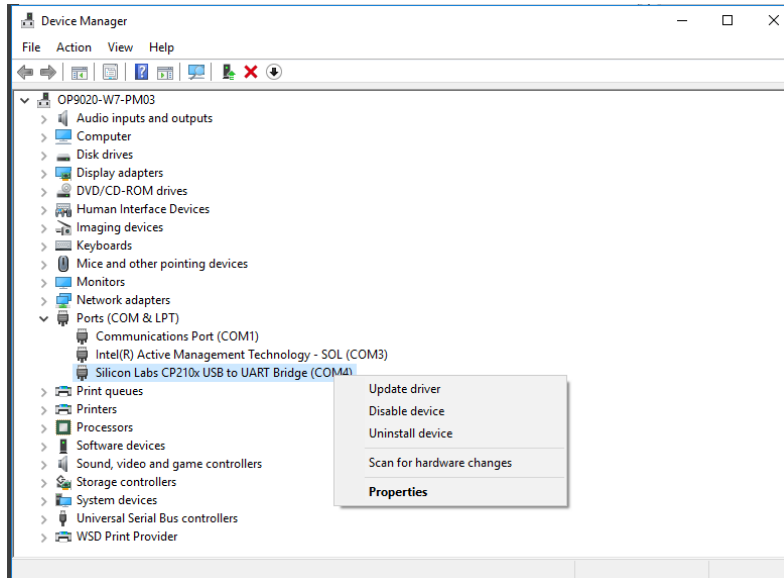 Device Manager
File Action View Help
OP9020-W7-PM03
Audio inputs and outputs
Computer
Disk drives
Display adapters
DVD/CD-ROM drives
Human Interface Devices
Imaging devices
Keyboards
Mice and other pointing devices
Monitors
Network adapters
Ports (COM & LPT)
Communications Port (COM1)
Intel(R) Active Management Technology - SOL (COM3)
Silicon Labs CP210x USB to UART Bridge (COM4)
Print queues
Printers
Processors
Software devices
Sound, video and game controllers
Storage controllers
System devices
Universal Serial Bus controllers
WSD Print Provider
Update driver
Disable device
Uninstall device
Scan for hardware changes
Properties